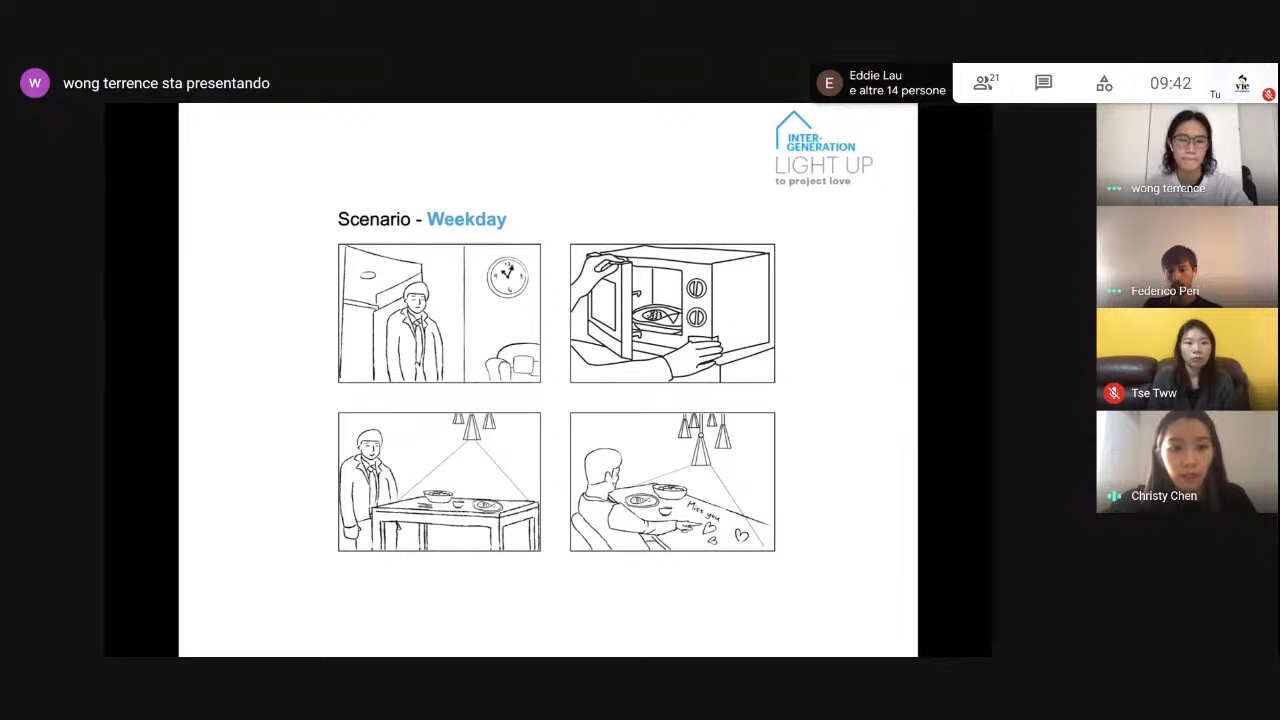 W
wong terrence sta presentando
E
Eddie Lau
e altre 14 persone
21
09:42
Tu
vie
INTER-
GENERATION
LIGHT UP
to project love
Scenario - Weekday
Miss you
wong terrence
Federico Peri
Tse Tww
Christy Chen